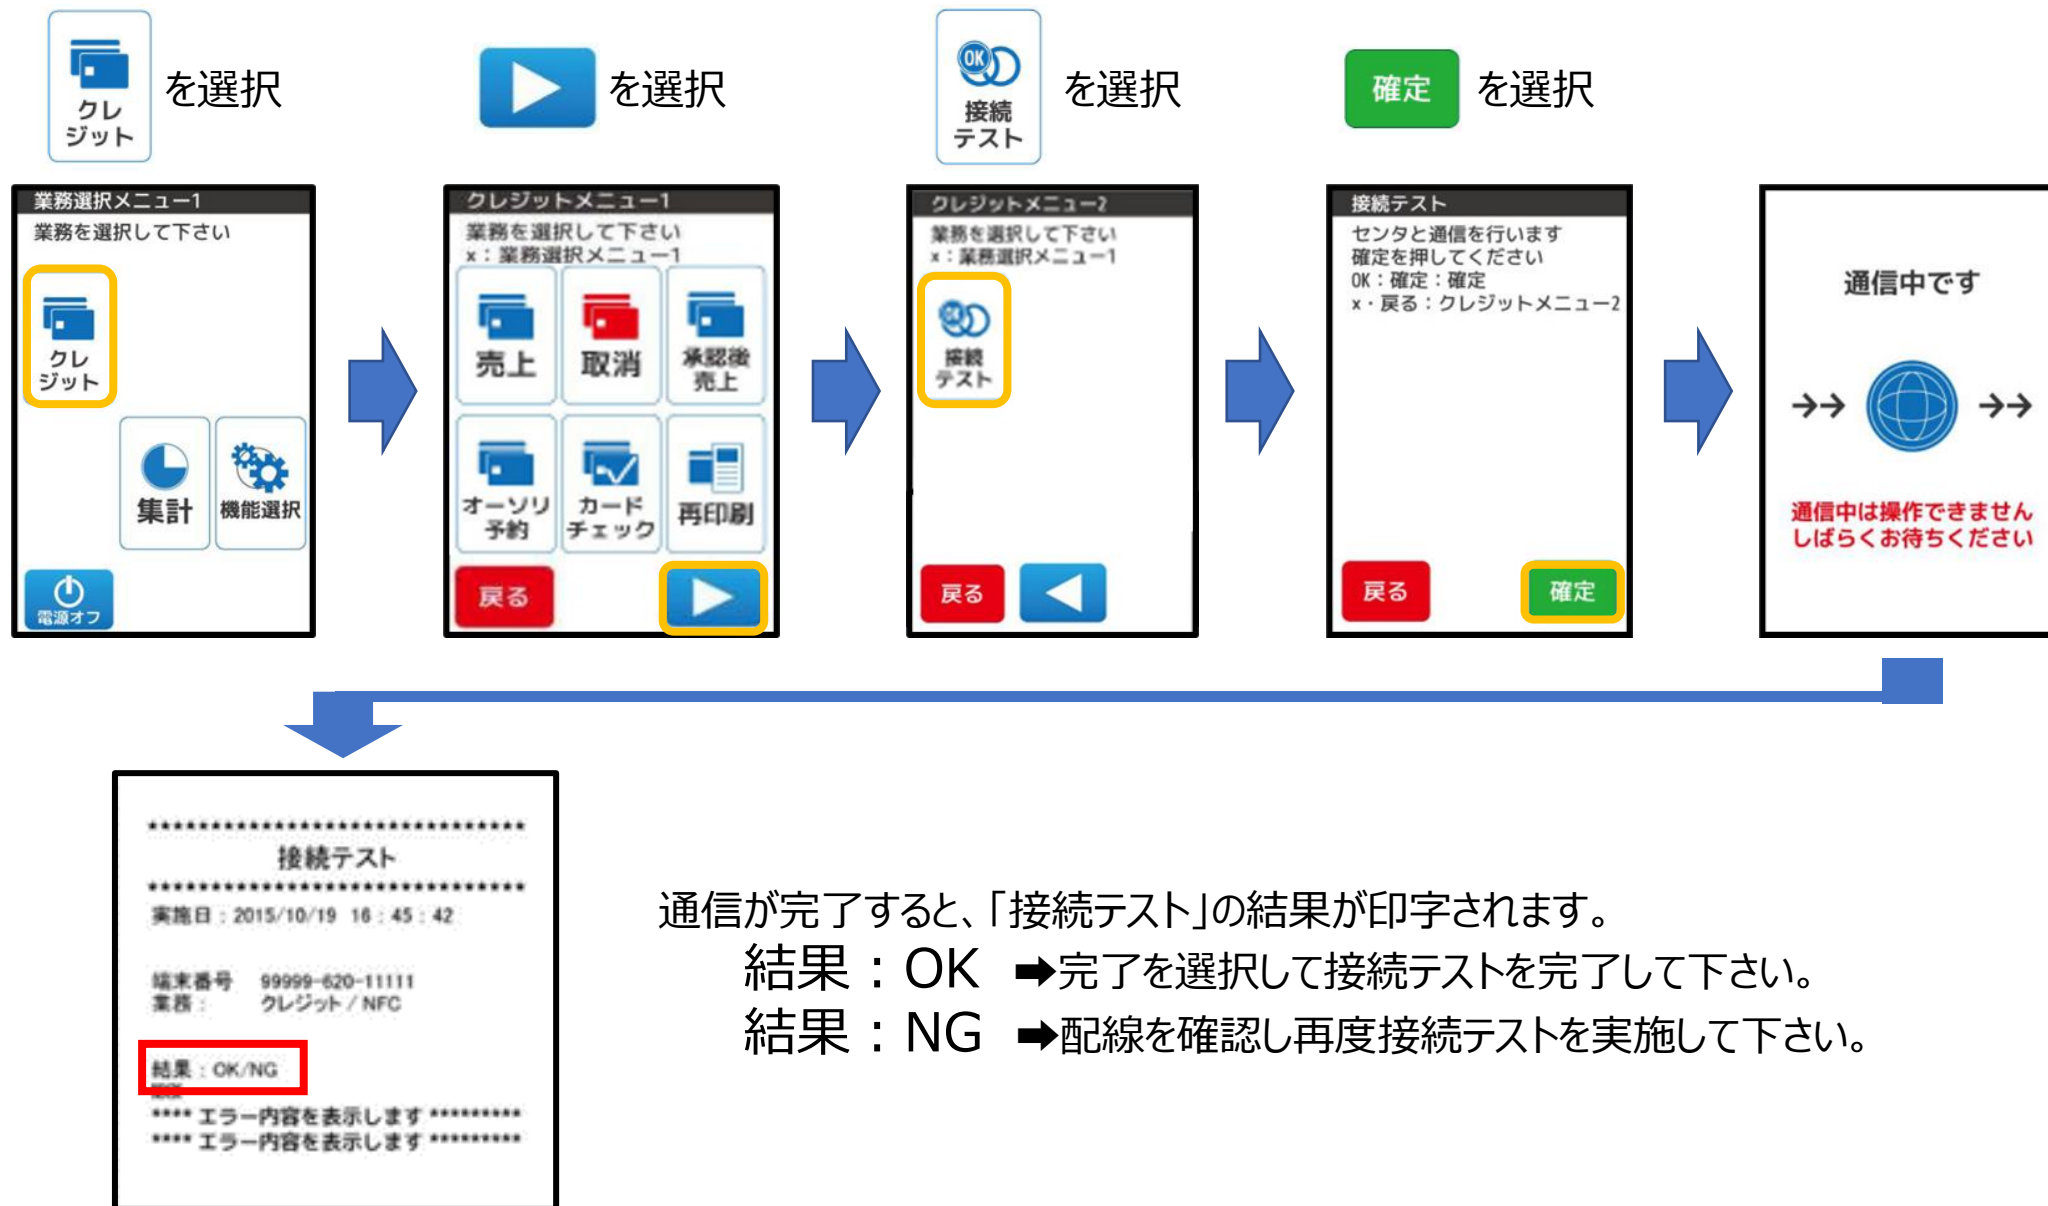 クレ
ジット
を選択
を選択
OK
接続
テスト
を選択
確定
を選択
業務選択メニュー1
業務を選択して下さい
クレ
ジット
集計
機能選択
電源オフ
クレジットメニュー1
業務を選択して下さい
x：業務選択メニュー1
売上
取消
承認後
売上
オーソリ
予約
カード
チェック
再印刷
戻る
クレジットメニュー2
業務を選択して下さい
x：業務選択メニュー1
OK
接続
テスト
戻る
接続テスト
センタと通信を行います
確定を押してください
OK：確定：確定
x・戻る：クレジットメニュー2
戻る
確定
通信中です
→→ →→
通信中は操作できません
しばらくお待ちください
******************************
接続テスト
******************************
実施日：2015/10/19 16：45：42
端末番号 99999-620-11111
業務： クレジット / NFC
結果：OK/NG
**** エラー内容を表示します *********
**** エラー内容を表示します *********
通信が完了すると、「接続テスト」の結果が印字されます。
結果：OK ➡完了を選択して接続テストを完了して下さい。
結果：NG ➡配線を確認し再度接続テストを実施して下さい。